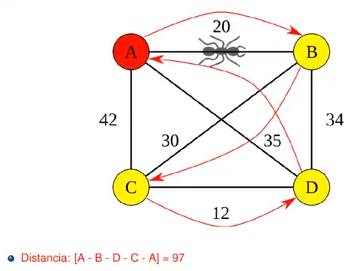 20
A
B
42
30
35
34
C
D
12
Distancia: [A - B - D - C - A] = 97